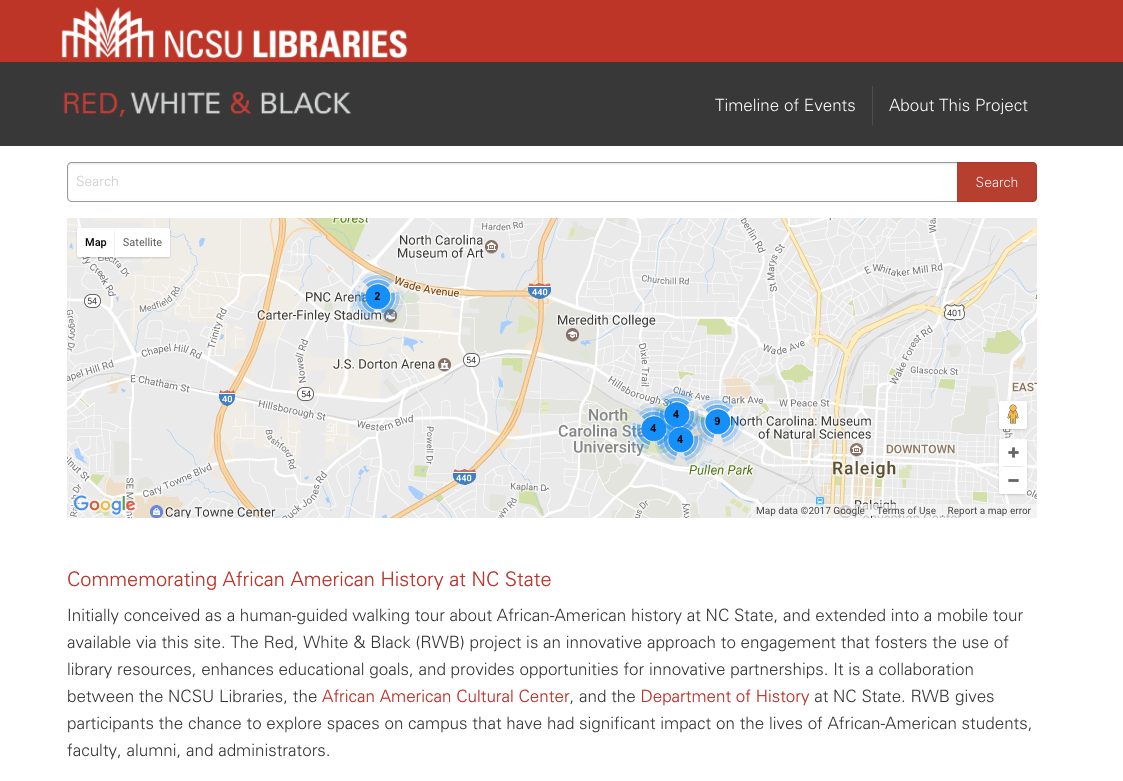 NCSU LIBRARIES
RED, WHITE & BLACK
Timeline of Events
About This Project
Search
Search
Map
Satellite
Forest
Harden Rd
North Carolina
Museum of Art
Wade Avenue
440
PNC Arena
2
Carter-Finley Stadium
54
Medfield Rd
Trinity Rd
Churchill Rd
St Marys St
E Whitaker Mill Rd
401
Meredith College
Wade Ave
Wake Forest Rd
Glascock St
Chapel Hill Rd
Nowell Rd
J.S. Dorton Arena
54
Dixie Trail
apel Hill Rd
E Chatham St
40
54
Hillsborough St
Hillsborough St
Clark Ave
Clark Ave
W Peace St
EAST
Western Blvd
North
Carolina Sta
University
4
4
4
9
North Carolina: Museum
of Natural Sciences
DOWNTOWN
Raleigh
Pullen Park
Bashford Rd
Powell Dr
440
Kaplan Dr
Cary Towne Blvd
Buck Jones Rd
Google
Cary Towne Center
Raleigh
Convention Center
Map data ©2017 Google
Terms of Use
Report a map error
Commemorating African American History at NC State
Initially conceived as a human-guided walking tour about African-American history at NC State, and extended into a mobile tour
available via this site. The Red, White & Black (RWB) project is an innovative approach to engagement that fosters the use of
library resources, enhances educational goals, and provides opportunities for innovative partnerships. It is a collaboration
between the NCSU Libraries, the African American Cultural Center, and the Department of History at NC State. RWB gives
participants the chance to explore spaces on campus that have had significant impact on the lives of African-American students,
faculty, alumni, and administrators.